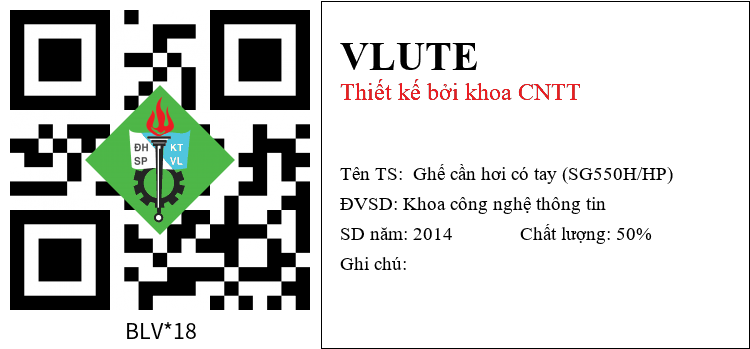 ĐH KT
SP VL
BLV*18
VLUTE
Thiết kế bởi khoa CNTT
Tên TS: Ghế cần hơi có tay (SG550H/HP)
ĐVSD: Khoa công nghệ thông tin
SD năm: 2014 Chất lượng: 50%
Ghi chú: